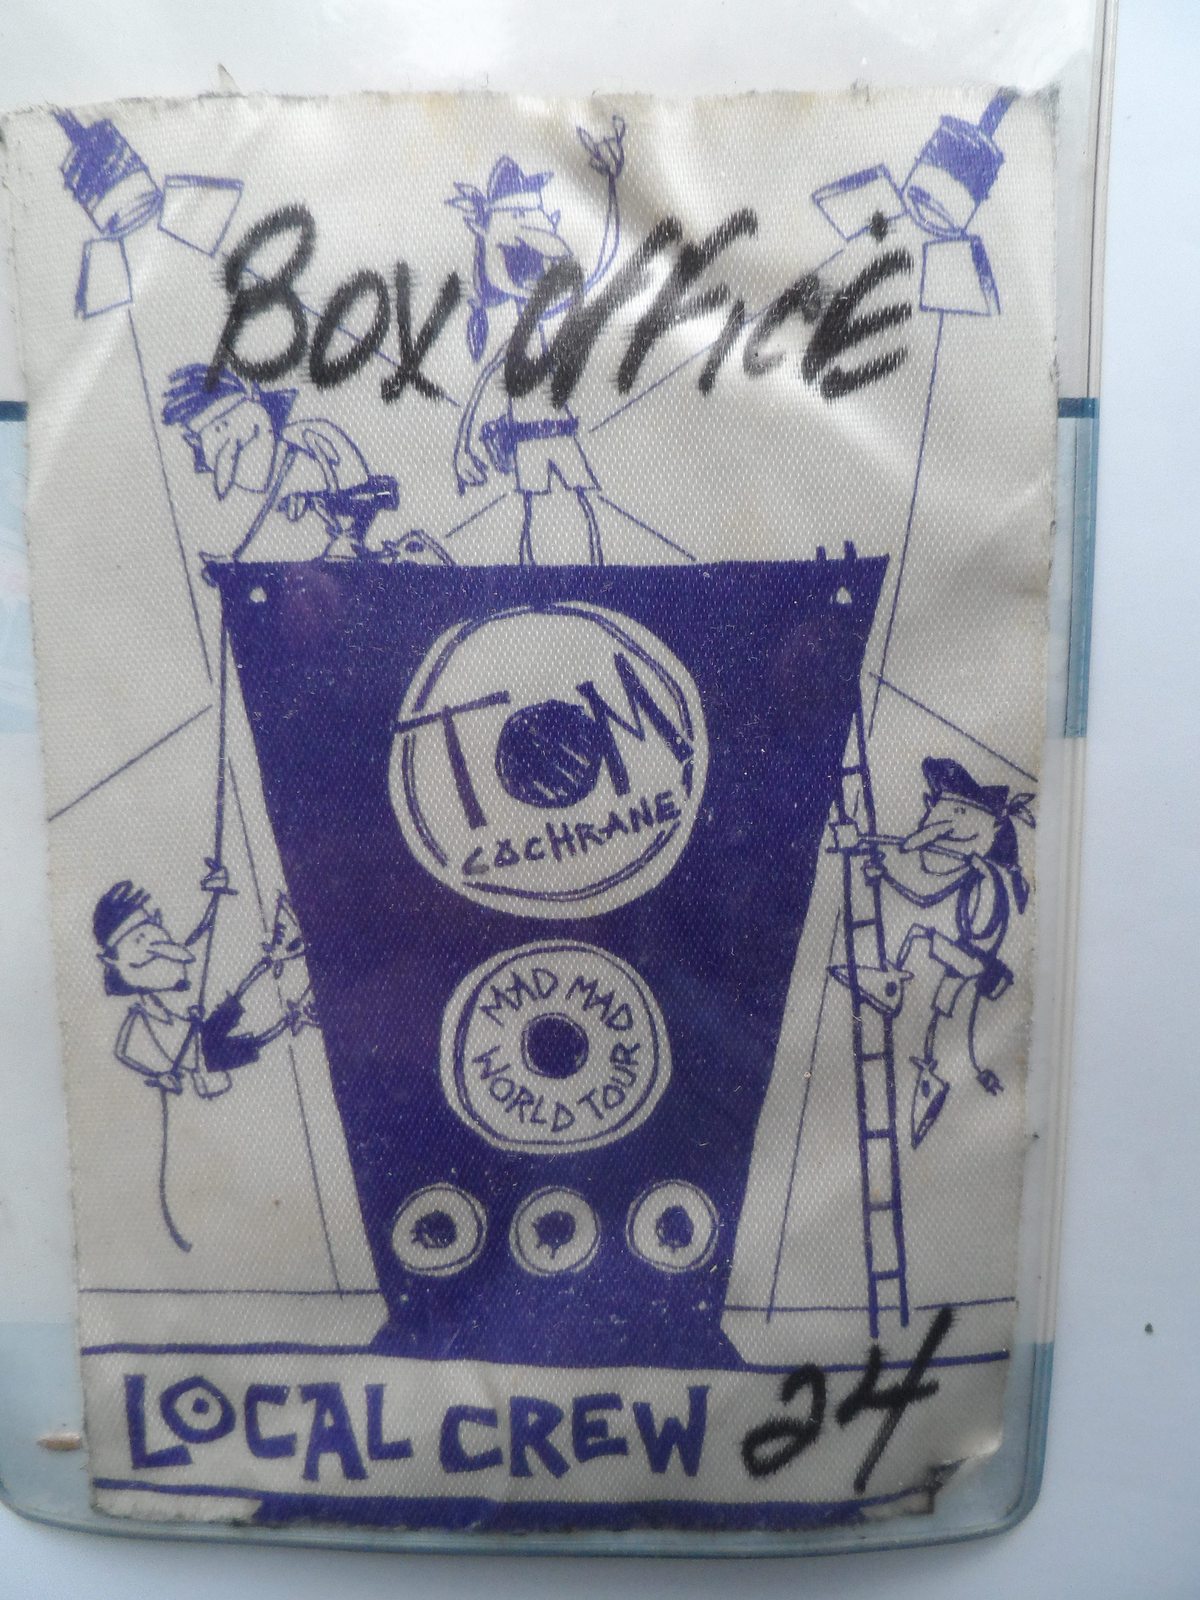 BOX OFFICE
TOM
COCHRANE
MAD MAD
WORLD TOUR
LOCAL CREW 24